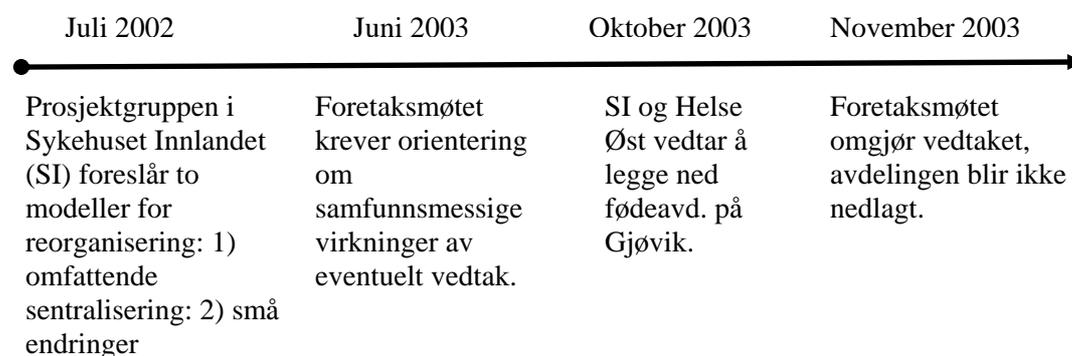 Juli 2002
Juni 2003
Oktober 2003
November 2003
Prosjektgruppen i
Sykehuset Innlandet
(SI) foreslår to
modeller for
reorganisering: 1)
omfattende
sentralisering: 2) små
endringer
Foretaksmøtet
krever orientering
om
samfunnsmessige
virkninger av
eventuelt vedtak.
SI og Helse
Øst vedtar å
legge ned
fødeavd. på
Gjøvik.
Foretaksmøtet
omgjør vedtaket,
avdelingen blir ikke
nedlagt.